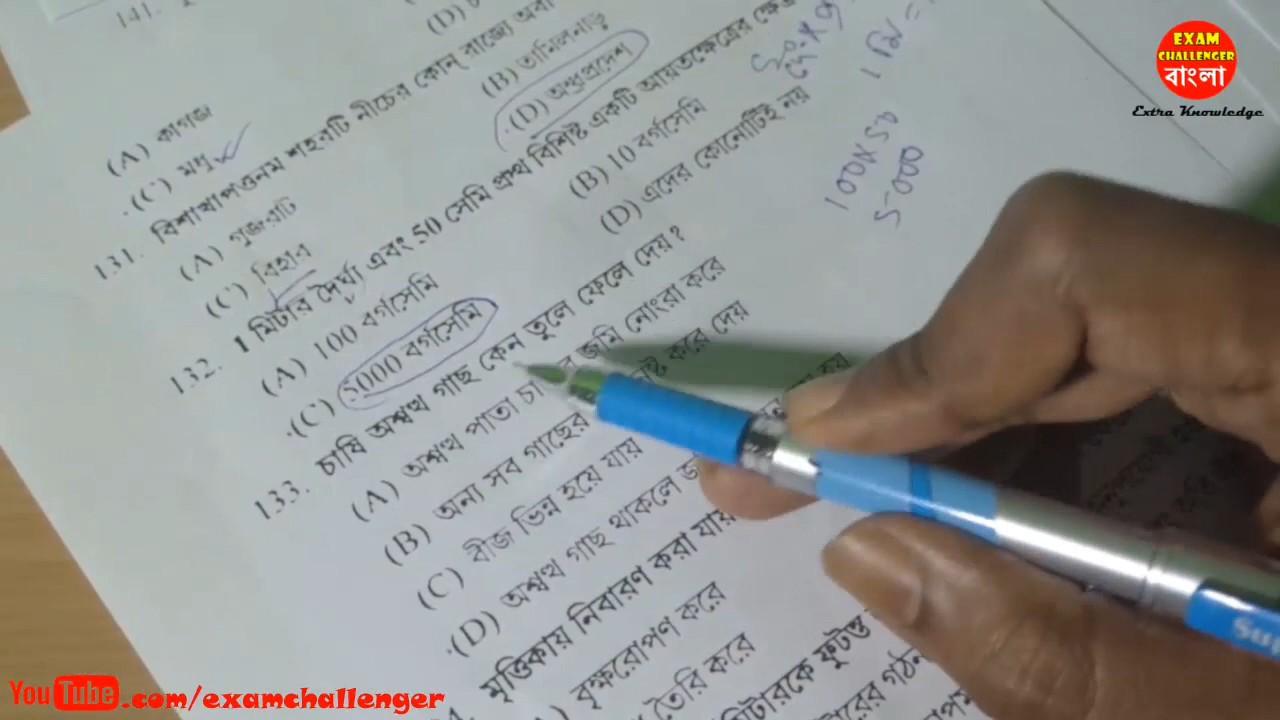 141.
(D)
(A) কাগজ
(C) মধু
131. বিশাখাপত্তনম শহরটি নীচের কোন্ রাজ্যে
(A) গুজরাট
(B) তামিলনাড়ু
(C) বিহার
(D) অন্ধ্রপ্রদেশ
132. 1 মিটার দৈর্ঘ্য এবং 50 সেমি প্রস্থ বিশিষ্ট একটি আয়তক্ষেত্রের
(A) 100 বর্গসেমি
(B) 10 বর্গসেমি
(C) 5000 বর্গসেমি
(D) এদের কোনোটিই নয়
100×50
5000
133. চাষি অশ্বত্থ গাছ কেন তুলে ফেলে দেয় ?
(A) অশ্বত্থ পাতা জমি নোংরা করে
(B) অন্য সব গাছের করে দেয়
(C) বীজ ভিন্ন হয়ে যায়
(D) অশ্বত্থ গাছ থাকলে
মৃত্তিকায় নিবারণ করা যায়
বৃক্ষরোপণ করে
তৈরি করে
EXAM
CHALLENGER
বাংলা
Extra Knowledge
YouTube.com/examchallenger